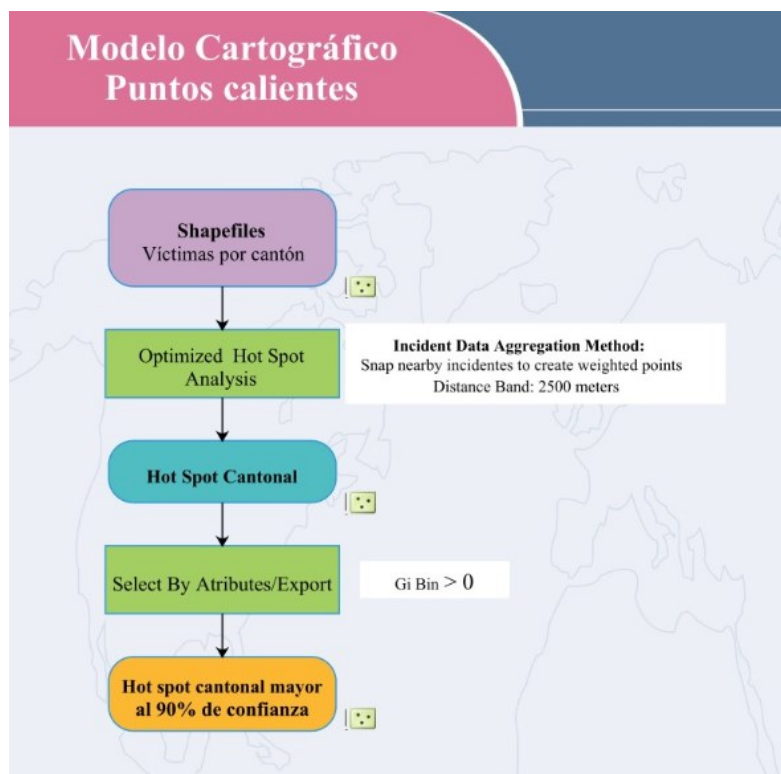 Modelo Cartográfico
Puntos calientes
Shapefiles
Víctimas por cantón
Optimized Hot Spot
Analysis
Incident Data Aggregation Method:
Snap nearby incidentes to create weighted points
Distance Band: 2500 meters
Hot Spot Cantonal
Select By Atributes/Export
Gi Bin > 0
Hot spot cantonal mayor
al 90% de confianza